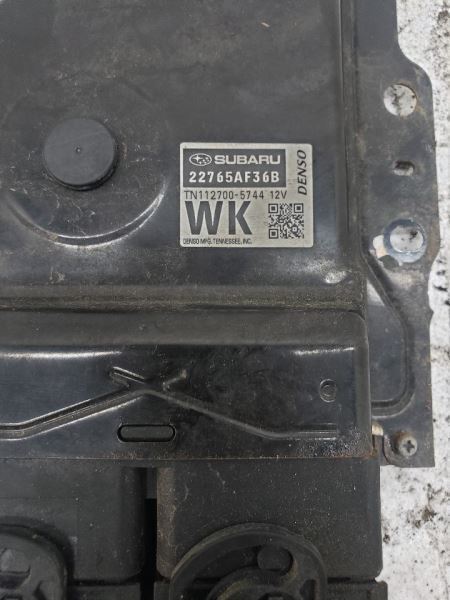 SUBARU
22765AF36B
TN112700-5744 12V
WK
DENSO MFG. TENNESSEE, INC.
DENSO